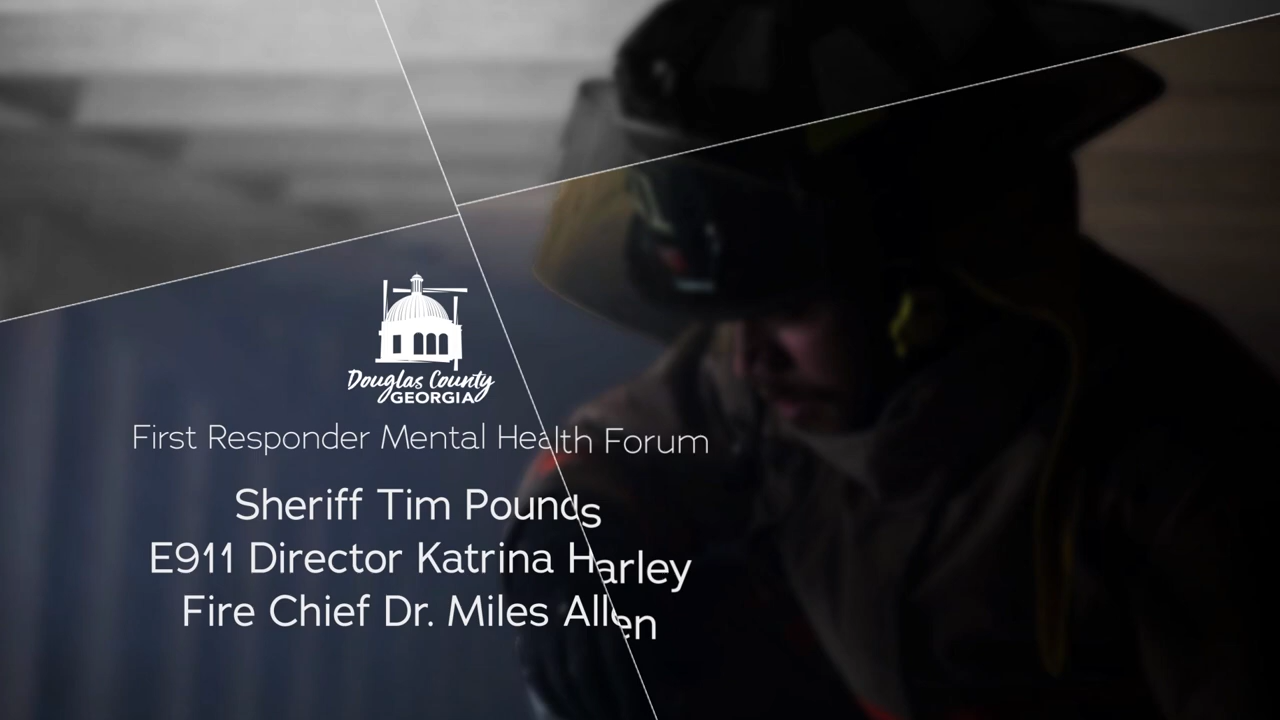 Douglas County
GEORGIA
First Responder Mental Health Forum
Sheriff Tim Pounds
E911 Director Katrina Harley
Fire Chief Dr. Miles Allen